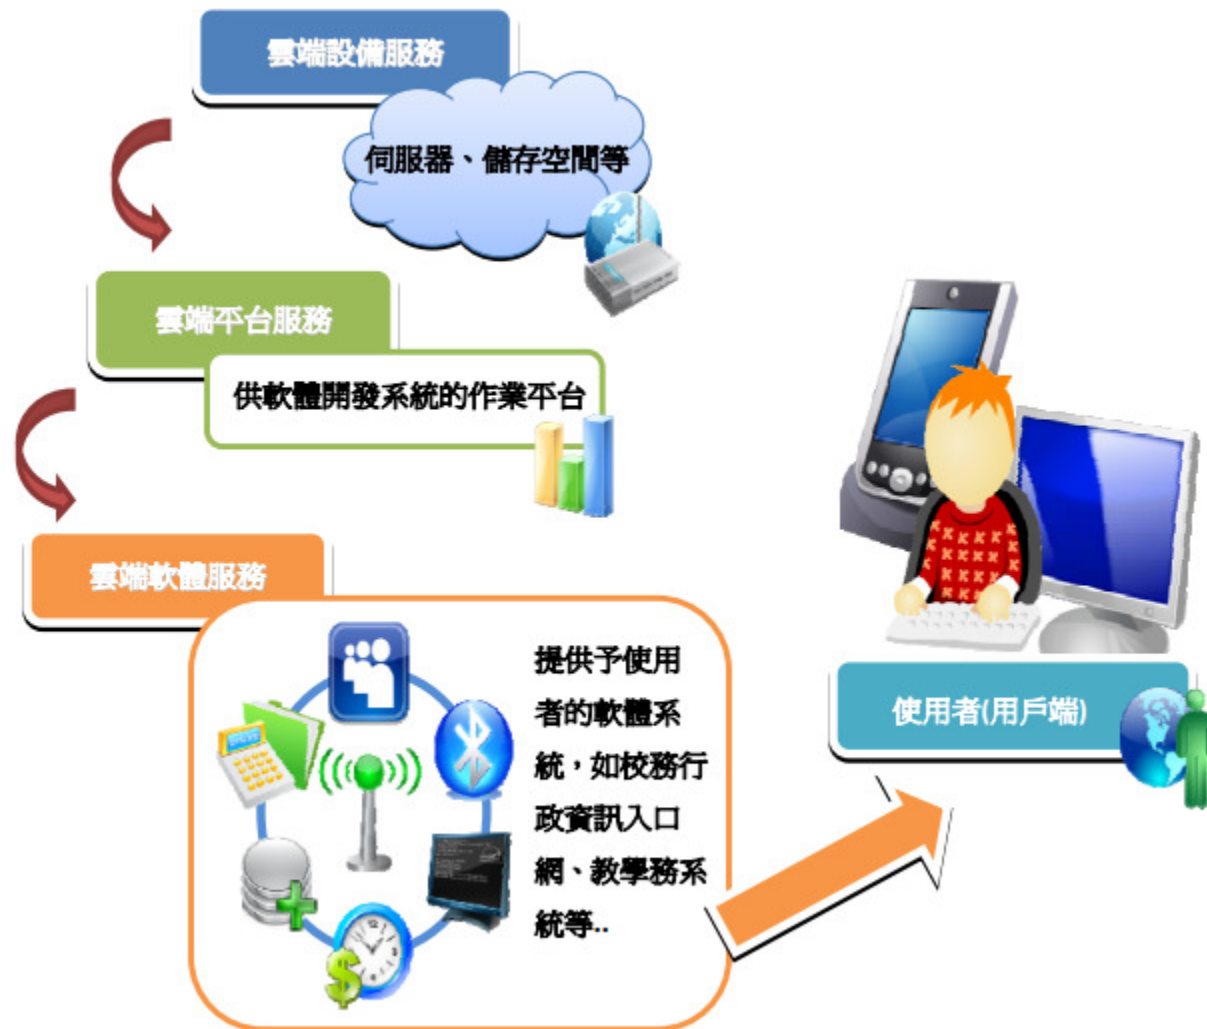 雲端設備服務
伺服器、儲存空間等
雲端平台服務
供軟體開發系統的作業平台
雲端軟體服務
提供予使用
者的軟體系
統，如校務行
政資訊入口
網、教學務系
統等..
使用者(用戶端)